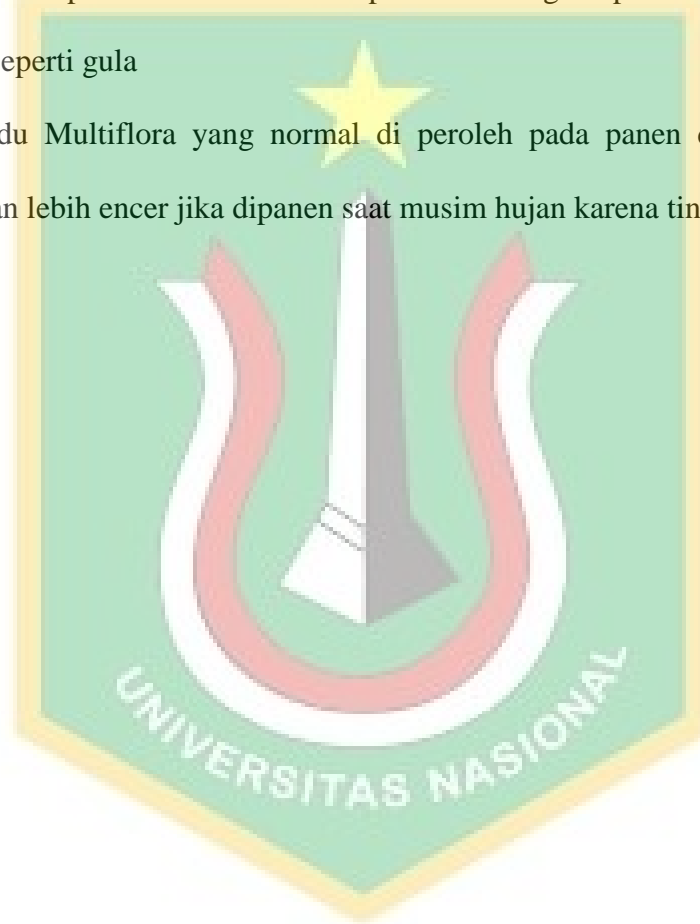 eperti gula
du Multiflora yang normal di peroleh pada panen
n lebih encer jika dipanen saat musim hujan karena tin
UNIVERSITAS NASIONAL